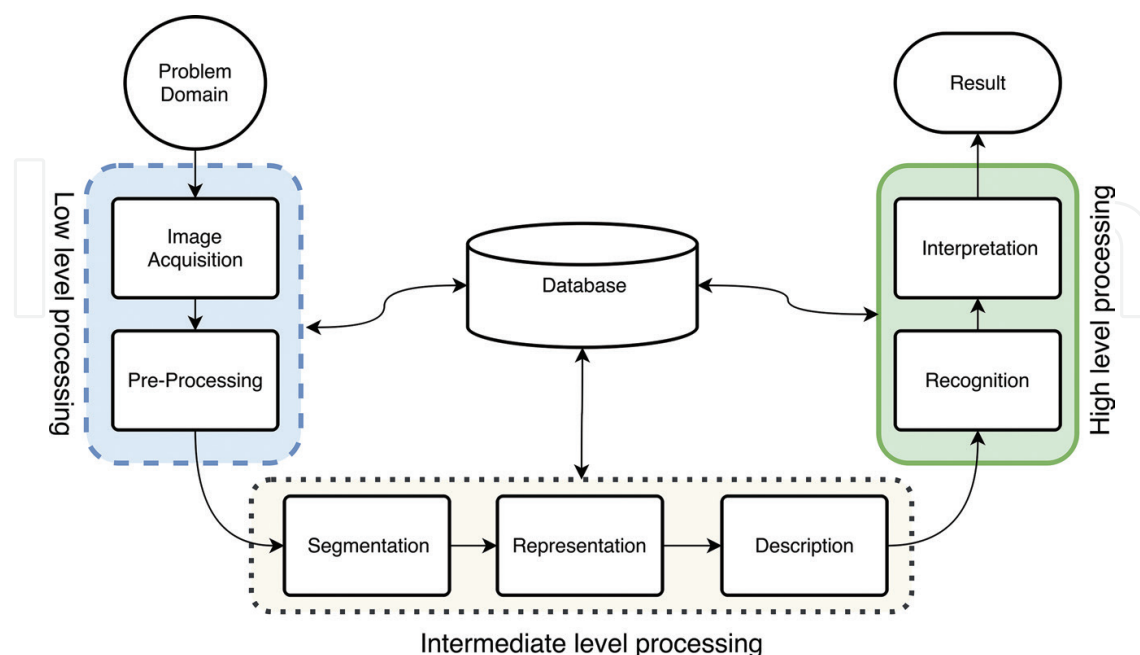 Problem
Domain
Low level processing
Image
Acquisition
Pre-Processing
Database
Segmentation
Representation
Description
Intermediate level processing
Result
Interpretation
Recognition
High level processing